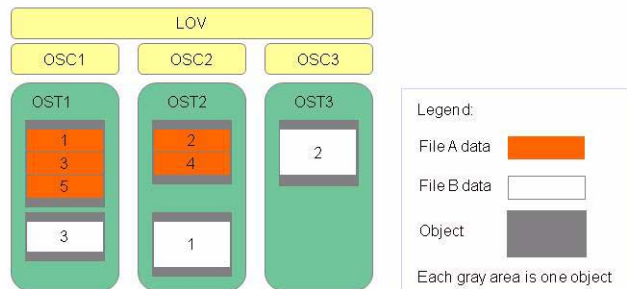 LOV
OSC1 OSC2 OSC3
OST1 OST2 OST3
1
3
5
3
2
4
1
2
Legend:
File A data
File B data
Object
Each gray area is one object